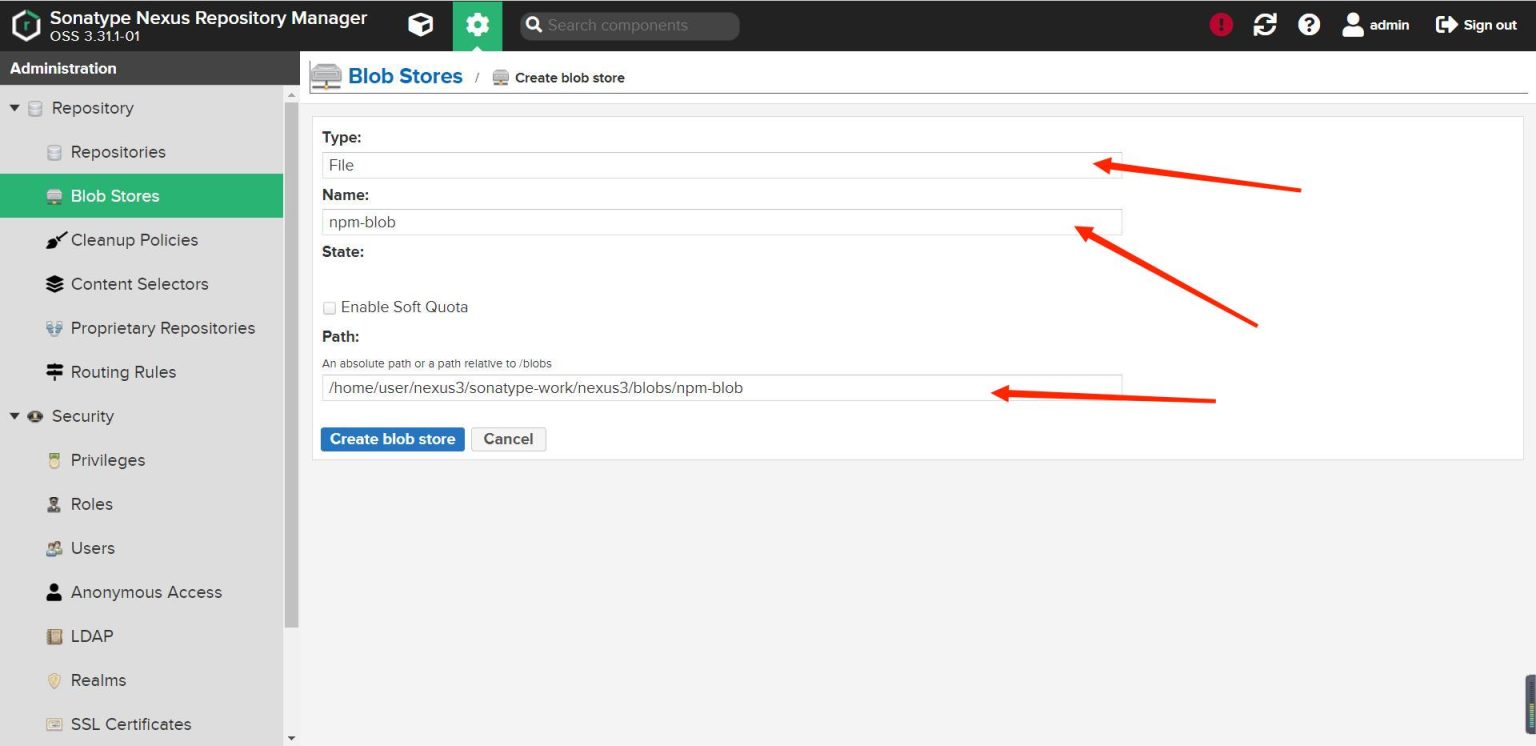 Sonatype Nexus Repository Manager
OSS 3.31.1-01
Search components
admin
Sign out
Administration
Repository
Repositories
Blob Stores
Cleanup Policies
Content Selectors
Proprietary Repositories
Routing Rules
Security
Privileges
Roles
Users
Anonymous Access
LDAP
Realms
SSL Certificates
Blob Stores / Create blob store
Type:
File
Name:
npm-blob
State:
Enable Soft Quota
Path:
An absolute path or a path relative to /blobs
/home/user/nexus3/sonatype-work/nexus3/blobs/npm-blob
Create blob store
Cancel